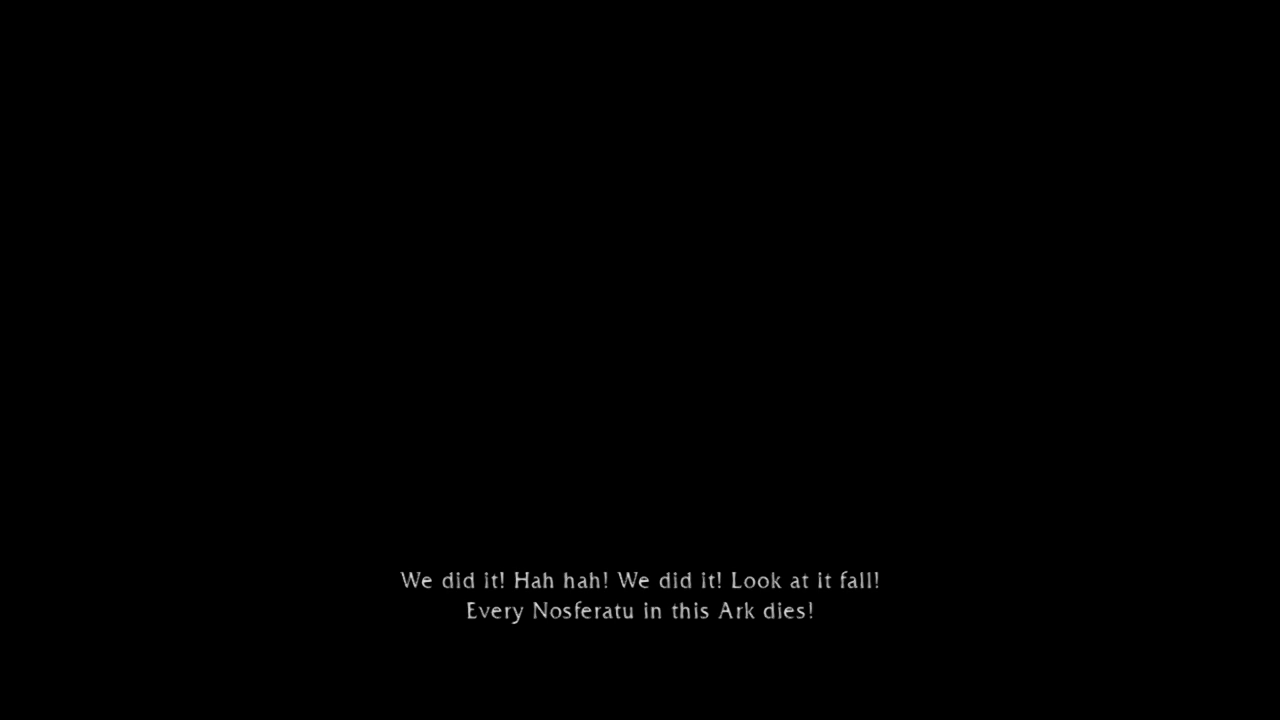 We did it! Hah hah! We did it! Look at it fall!
Every Nosferatu in this Ark dies!